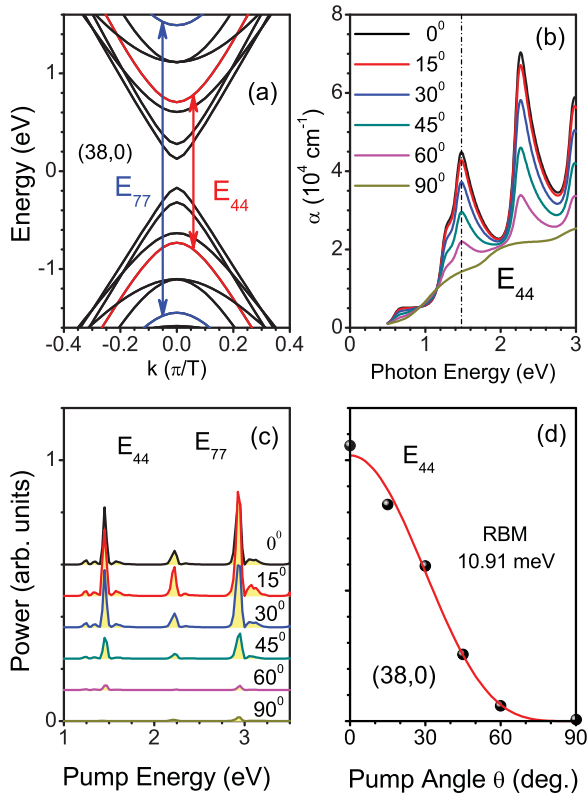 (a)
(38,0)
E77
E44
Energy (eV)
1
0
-1
-0.4 -0.2 0.0 0.2 0.4
k (π/T)
(b)
0⁰
15⁰
30⁰
45⁰
60⁰
90⁰
E44
α (10⁴ cm⁻¹)
8
6
4
2
0
0 1 2 3
Photon Energy (eV)
(c)
E44 E77
0⁰
15⁰
30⁰
45⁰
60⁰
90⁰
Power (arb. units)
1
0
1 2 3
Pump Energy (eV)
(d)
E44
RBM
10.91 meV
(38,0)
0 30 60 90
Pump Angle θ (deg.)